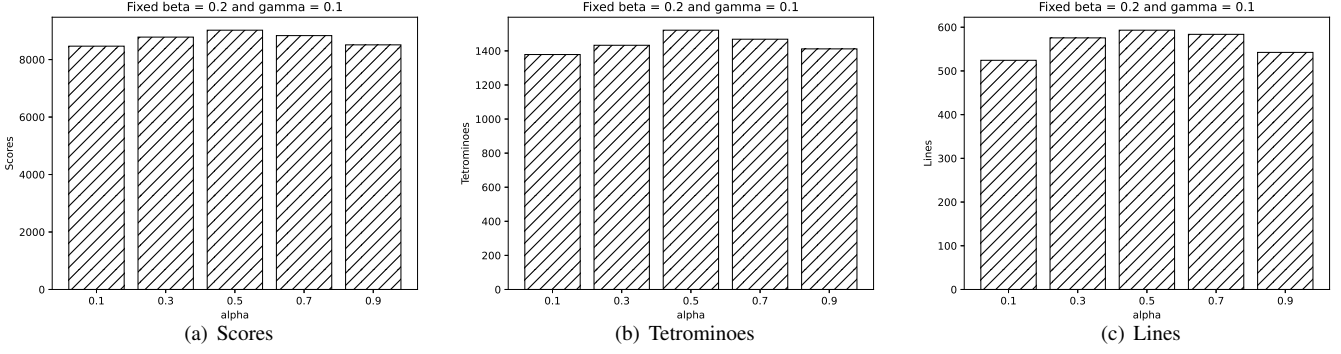 Fixed beta = 0.2 and gamma = 0.1
8000
6000
4000
2000
0
Scores
0.1 0.3 0.5 0.7 0.9
alpha
(a) Scores
Fixed beta = 0.2 and gamma = 0.1
1400
1200
1000
800
600
400
200
0
Tetrominoes
0.1 0.3 0.5 0.7 0.9
alpha
(b) Tetrominoes
Fixed beta = 0.2 and gamma = 0.1
600
500
400
300
200
100
0
Lines
0.1 0.3 0.5 0.7 0.9
alpha
(c) Lines